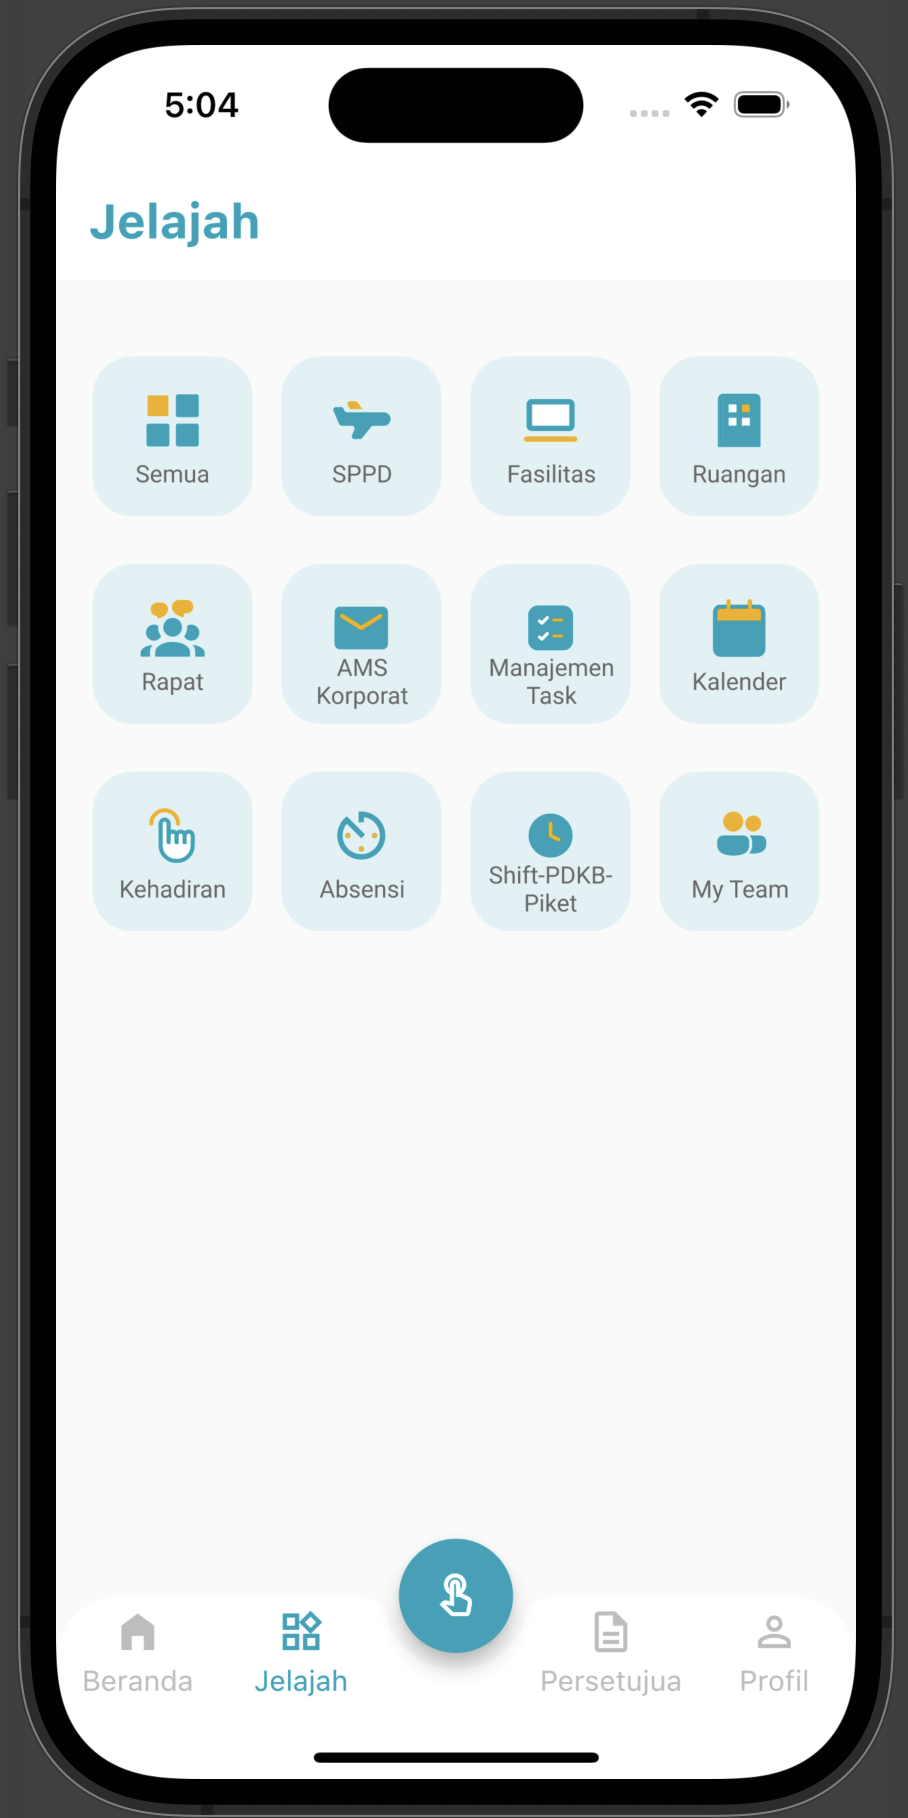 5:04
Jelajah
Semua
SPPD
Fasilitas
Ruangan
Rapat
AMS
Korporat
Manajemen
Task
Kalender
Kehadiran
Absensi
Shift-PDKB-
Piket
My Team
Beranda
Jelajah
Persetujua
Profil